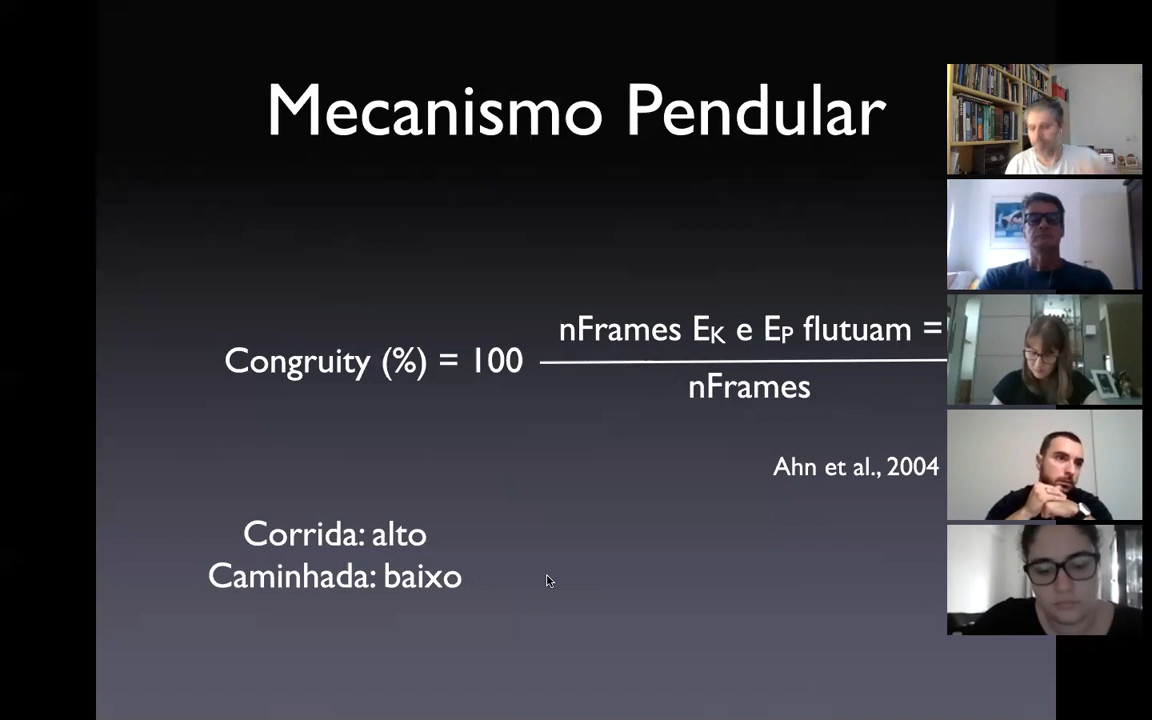 Mecanismo Pendular
nFrames EK e EP flutuam =
Congruity (%) = 100
nFrames
Ahn et al., 2004
Corrida: alto
Caminhada: baixo